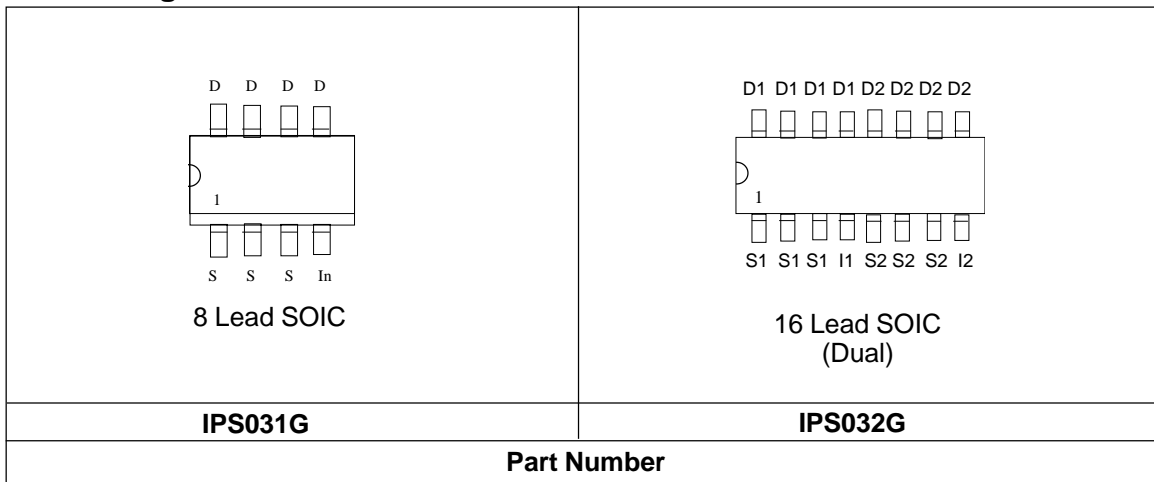 D D D D
1
S S S In
8 Lead SOIC
D1 D1 D1 D1 D2 D2 D2 D2
1
S1 S1 S1 I1 S2 S2 S2 I2
16 Lead SOIC
(Dual)
IPS031G
IPS032G
Part Number